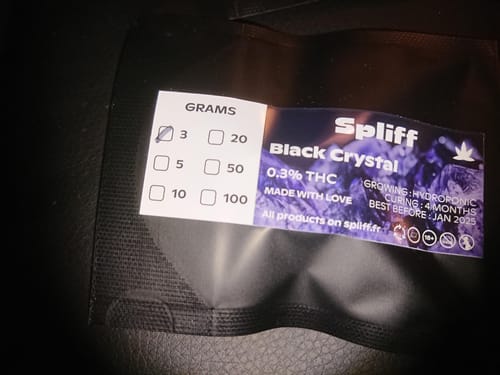 GRAMS
3
20
5
50
10
100
Spliff
Black Crystal
0.3% THC
MADE WITH LOVE
GROWING : HYDROPONIC
CURING : 4 MONTHS
BEST BEFORE : JAN 2025
All products on spliff.fr
18+